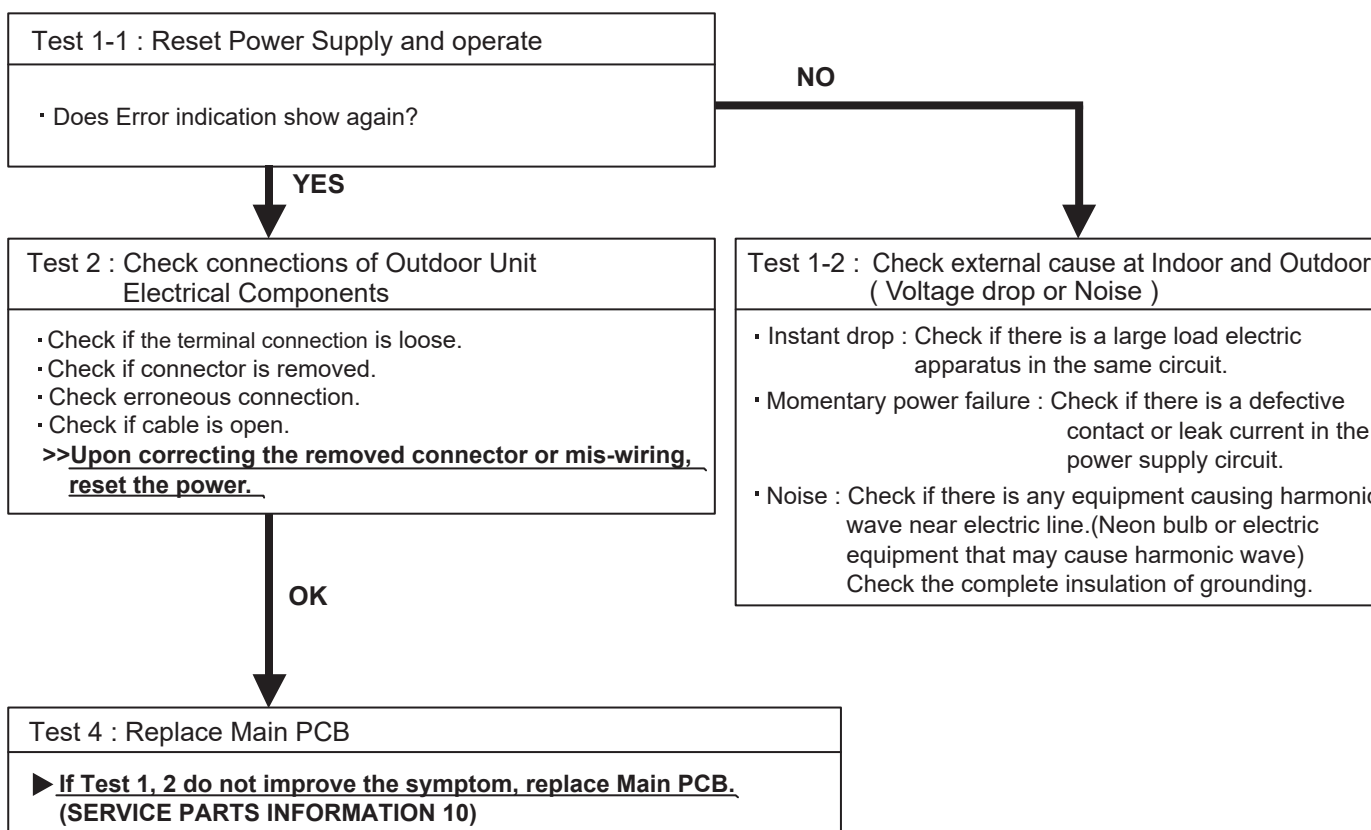 Test 1-1 : Reset Power Supply and operate
・Does Error indication show again?
NO
YES
Test 2 : Check connections of Outdoor Unit
Electrical Components
・Check if the terminal connection is loose.
・Check if connector is removed.
・Check erroneous connection.
・Check if cable is open.
>>Upon correcting the removed connector or mis-wiring,
reset the power.
Test 1-2 : Check external cause at Indoor and Outdoor
( Voltage drop or Noise )
・Instant drop : Check if there is a large load electric
apparatus in the same circuit.
・Momentary power failure : Check if there is a defective
contact or leak current in the
power supply circuit.
・Noise : Check if there is any equipment causing harmonic
wave near electric line.(Neon bulb or electric
equipment that may cause harmonic wave)
Check the complete insulation of grounding.
OK
Test 4 : Replace Main PCB
▶If Test 1, 2 do not improve the symptom, replace Main PCB.
(SERVICE PARTS INFORMATION 10)